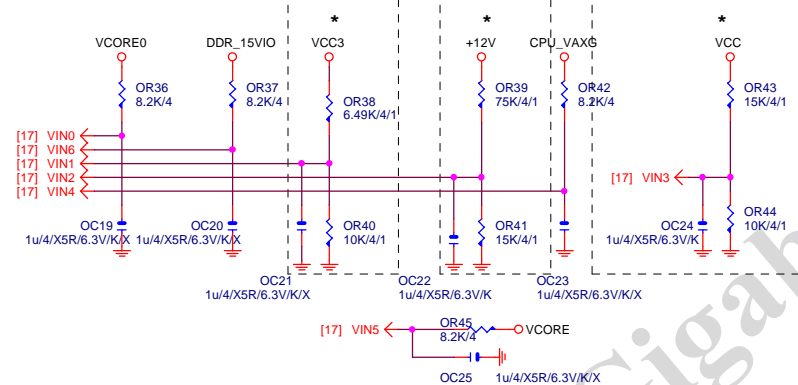 * * *
VCORE0 DDR_15VIO VCC3 +12V CPU_VAXG VCC
OR36 OR37 OR38 OR39 OR42 OR43
8.2K/4 8.2K/4 6.49K/4/1 75K/4/1 8.2K/4 15K/4/1
[17] VIN0
[17] VIN6
[17] VIN1
[17] VIN2
[17] VIN4
[17] VIN3
OC19 OC20 OR40 OR41 OC24 OR44
1u/4/X5R/6.3V/K/X 1u/4/X5R/6.3V/K/X 10K/4/1 15K/4/1 1u/4/X5R/6.3V/K 10K/4/1
OC21 OC22 OC23
1u/4/X5R/6.3V/K/X 1u/4/X5R/6.3V/K 1u/4/X5R/6.3V/K/X
[17] VIN5 OR45 VCORE
8.2K/4
OC25 1u/4/X5R/6.3V/K/X
Gigab